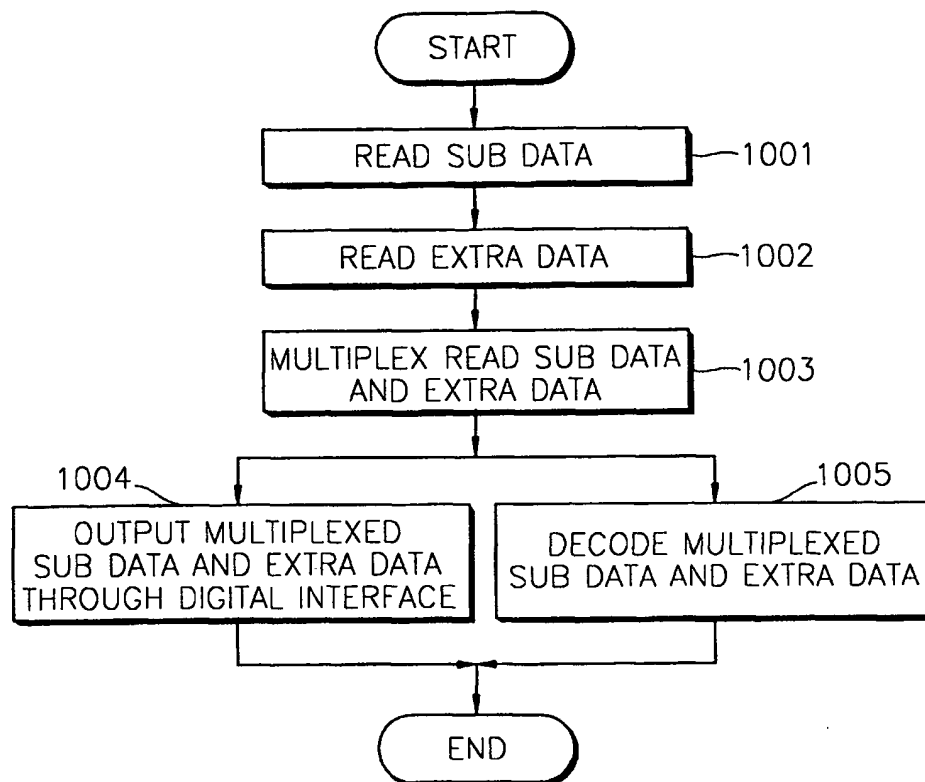 START
READ SUB DATA
1001
READ EXTRA DATA
1002
MULTIPLEX READ SUB DATA
AND EXTRA DATA
1003
1004
OUTPUT MULTIPLEXED
SUB DATA AND EXTRA DATA
THROUGH DIGITAL INTERFACE
1005
DECODE MULTIPLEXED
SUB DATA AND EXTRA DATA
END